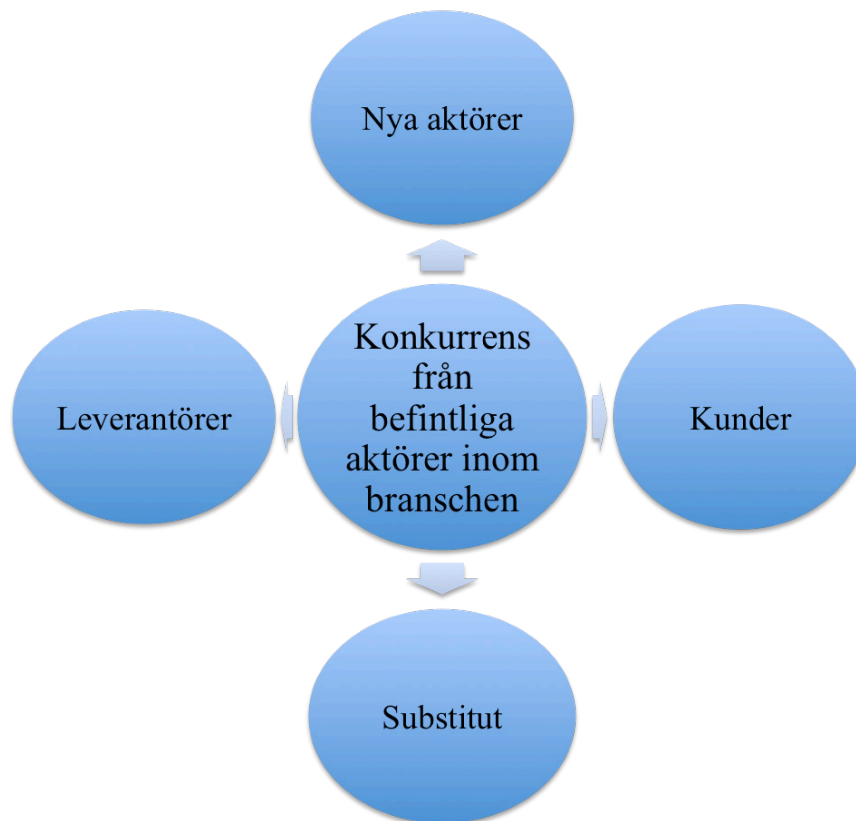 Nya aktörer
Leverantörer
Konkurrens
från
befintliga
aktörer inom
branschen
Kunder
Substitut